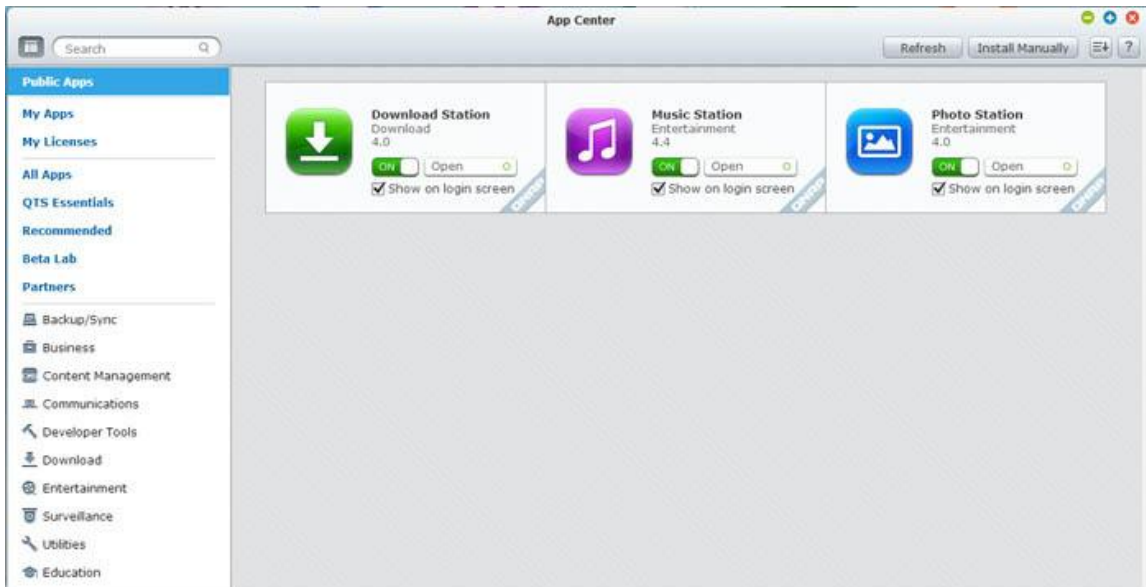 App Center
Search
Refresh
Install Manually
?
Public Apps
My Apps
My Licenses
All Apps
QTS Essentials
Recommended
Beta Lab
Partners
Backup/Sync
Business
Content Management
Communications
Developer Tools
Download
Entertainment
Surveillance
Utilities
Education
Download Station
Download
4.0
ON Open
Show on login screen
QNAP
Music Station
Entertainment
4.4
ON Open
Show on login screen
QNAP
Photo Station
Entertainment
4.0
ON Open
Show on login screen
QNAP